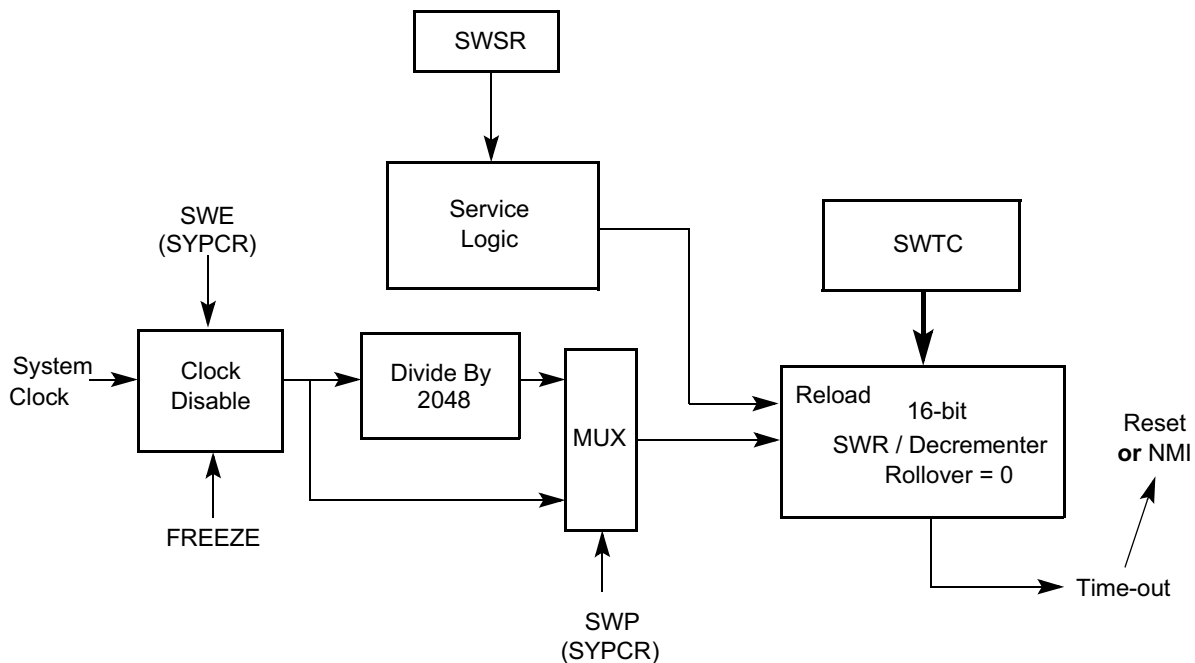 SWSR
Service
Logic
SWE
(SYPCR)
SWTC
System
Clock
Clock
Disable
Divide By
2048
MUX
Reload
16-bit
SWR / Decrementer
Rollover = 0
Reset
or NMI
FREEZE
Time-out
SWP
(SYPCR)